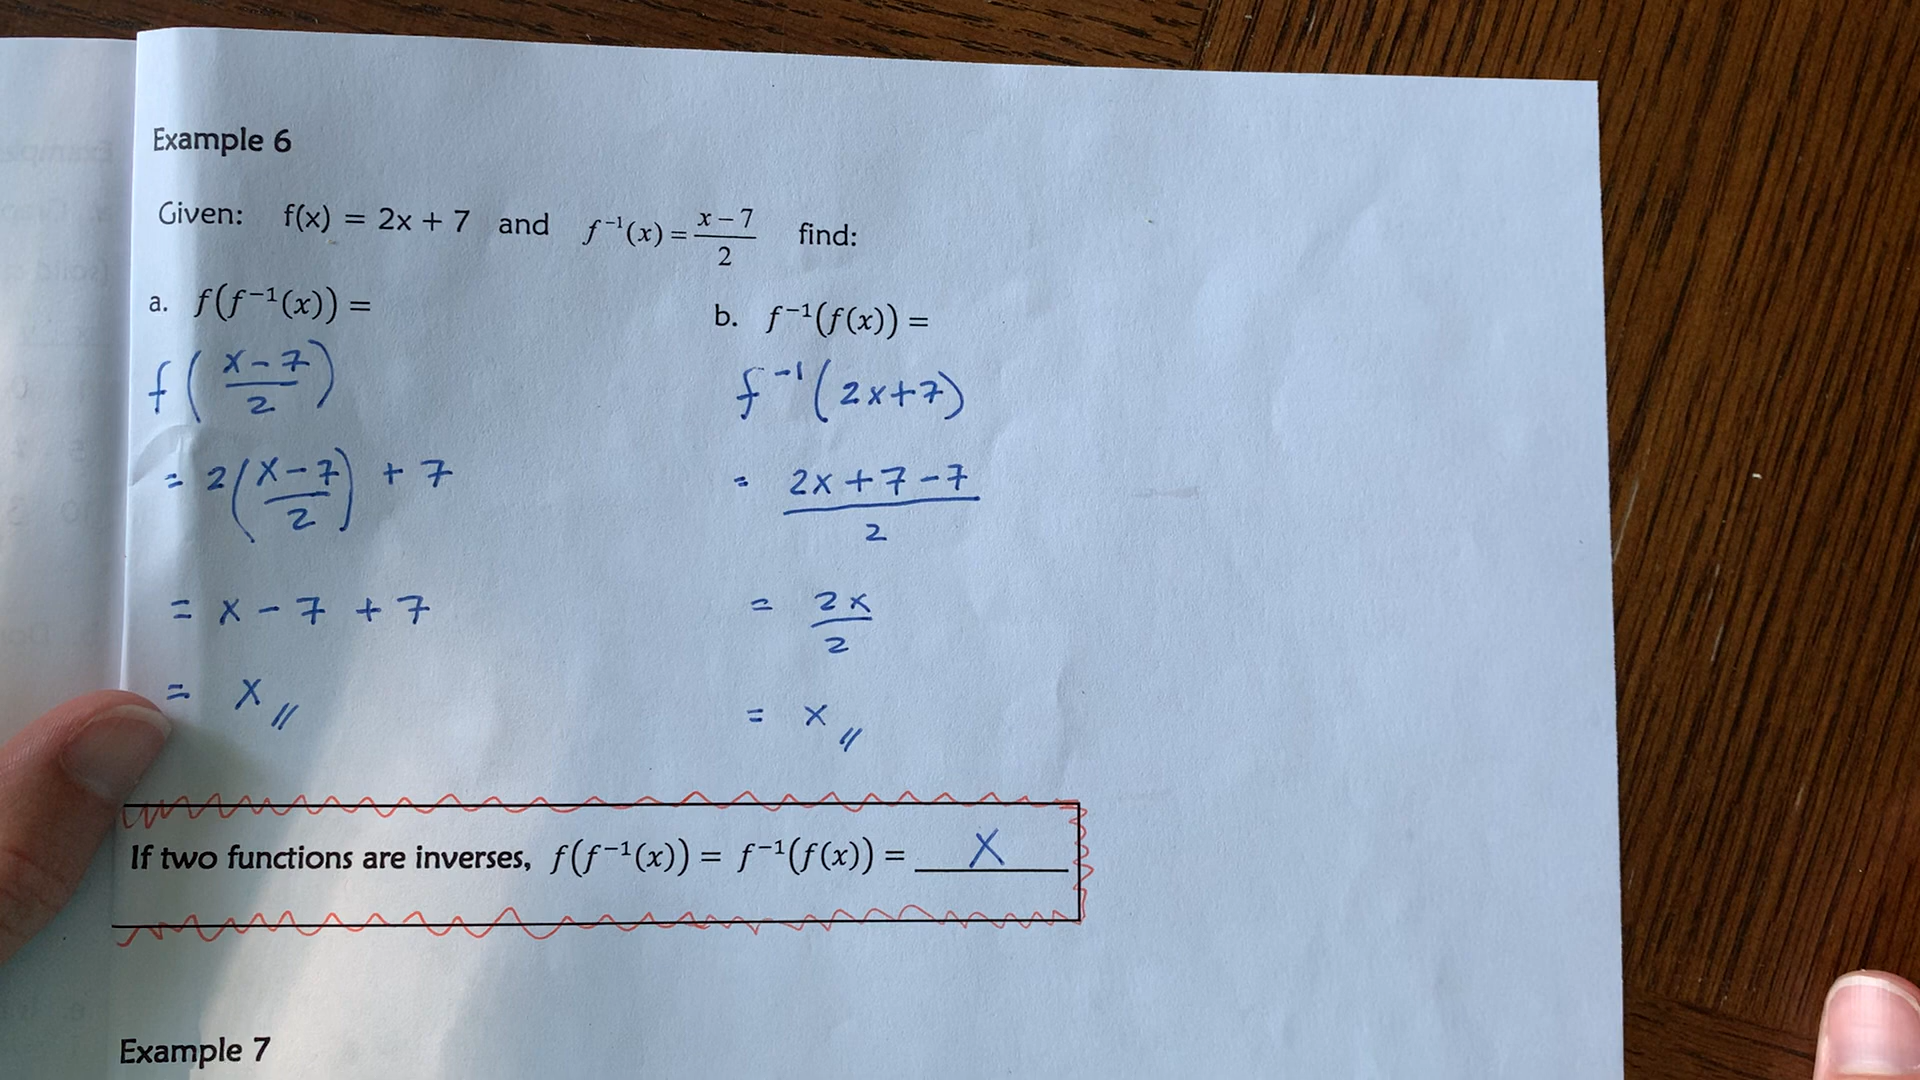 Example 6
Given: f(x) = 2x + 7 and f⁻¹(x) = (x − 7)/2 find:
a. f(f⁻¹(x)) =
f((x − 7)/2)
= 2((x − 7)/2) + 7
= x − 7 + 7
= x //
b. f⁻¹(f(x)) =
f⁻¹(2x+7)
= (2x + 7 − 7)/2
= 2x/2
= x //
If two functions are inverses, f(f⁻¹(x)) = f⁻¹(f(x)) = x
Example 7